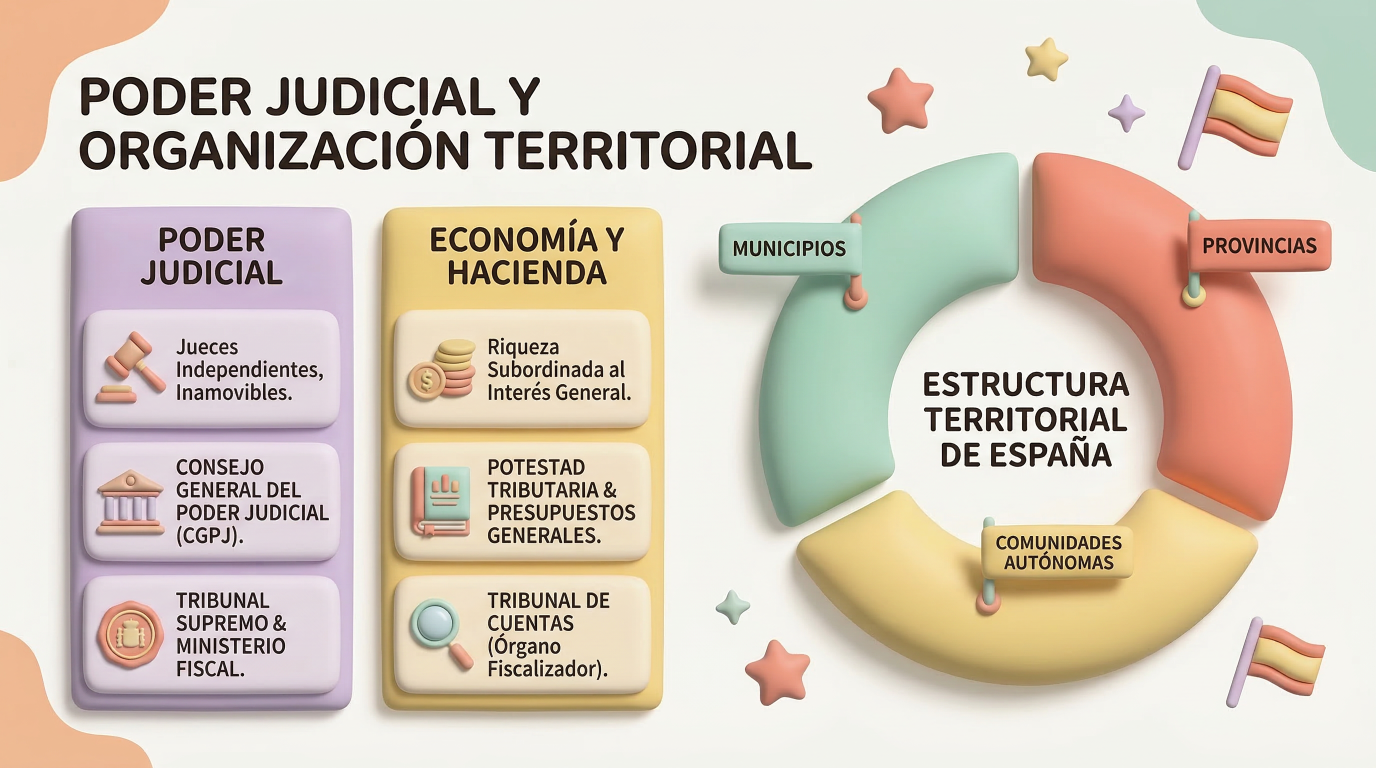 PODER JUDICIAL Y
ORGANIZACIÓN TERRITORIAL
PODER
JUDICIAL
Jueces
Independientes,
Inamovibles.
CONSEJO
GENERAL DEL
PODER JUDICIAL
(CGPJ).
TRIBUNAL
SUPREMO &
MINISTERIO
FISCAL.
ECONOMÍA Y
HACIENDA
$
Riqueza
Subordinada al
Interés General.
POTESTAD
TRIBUTARIA &
PRESUPUESTOS
GENERALES.
TRIBUNAL DE
CUENTAS
(Órgano
Fiscalizador).
MUNICIPIOS
PROVINCIAS
ESTRUCTURA
TERRITORIAL
DE ESPAÑA
COMUNIDADES
AUTÓNOMAS